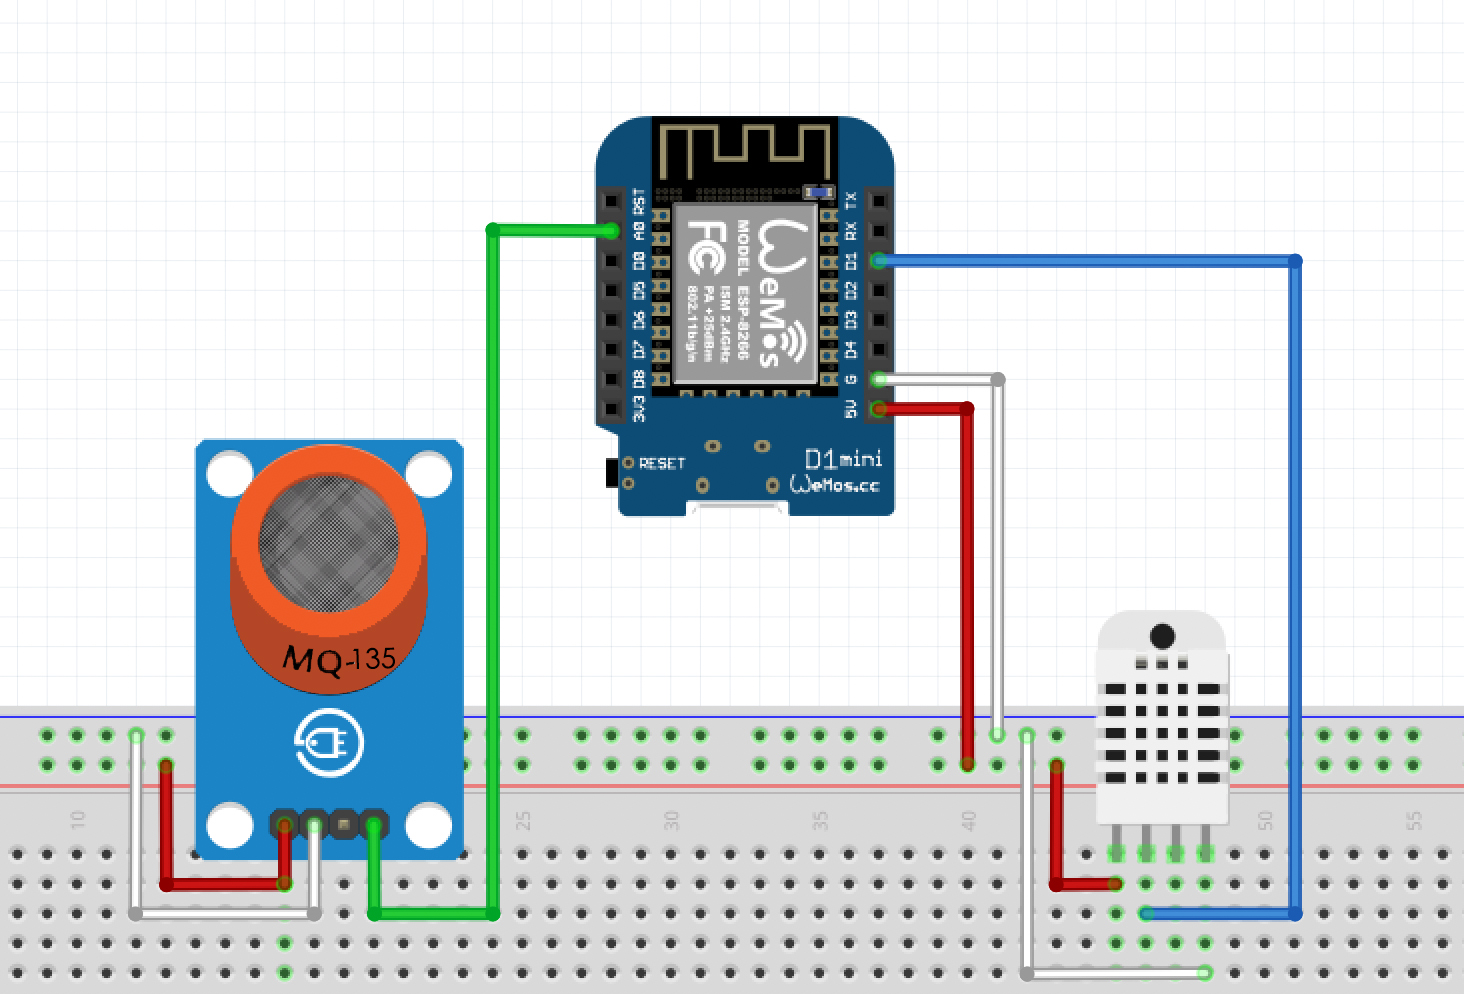 RST
A0
D0
D5
D6
D7
D8
3V3
TX
RX
D1
D2
D3
D4
G
5V
WeMos
MODEL ESP-8266
ISM 2.4GHz
PA +25dBm
802.11b/g/n
FC
RESET
D1mini
WeMos.cc
MQ-135
10
25
30
35
40
50
55